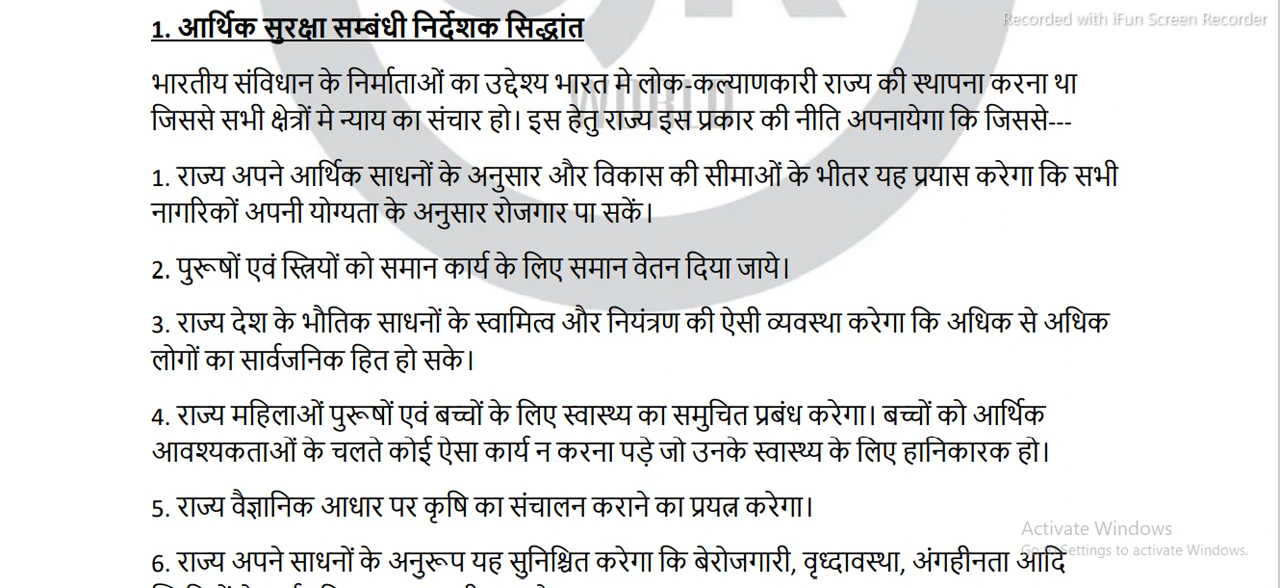 Recorded with iFun Screen Recorder
1. आर्थिक सुरक्षा सम्बंधी निर्देशक सिद्धांत
भारतीय संविधान के निर्माताओं का उद्देश्य भारत मे लोक-कल्याणकारी राज्य की स्थापना करना था
जिससे सभी क्षेत्रों मे न्याय का संचार हो। इस हेतु राज्य इस प्रकार की नीति अपनायेगा कि जिससे---
WORLD
1. राज्य अपने आर्थिक साधनों के अनुसार और विकास की सीमाओं के भीतर यह प्रयास करेगा कि सभी
नागरिकों अपनी योग्यता के अनुसार रोजगार पा सकें।
2. पुरूषों एवं स्त्रियों को समान कार्य के लिए समान वेतन दिया जाये।
3. राज्य देश के भौतिक साधनों के स्वामित्व और नियंत्रण की ऐसी व्यवस्था करेगा कि अधिक से अधिक
लोगों का सार्वजनिक हित हो सके।
4. राज्य महिलाओं पुरूषों एवं बच्चों के लिए स्वास्थ्य का समुचित प्रबंध करेगा। बच्चों को आर्थिक
आवश्यकताओं के चलते कोई ऐसा कार्य न करना पड़े जो उनके स्वास्थ्य के लिए हानिकारक हो।
5. राज्य वैज्ञानिक आधार पर कृषि का संचालन कराने का प्रयत्न करेगा।
Activate Windows
Go to Settings to activate Windows.
6. राज्य अपने साधनों के अनुरूप यह सुनिश्चित करेगा कि बेरोजगारी, वृध्दावस्था, अंगहीनता आदि